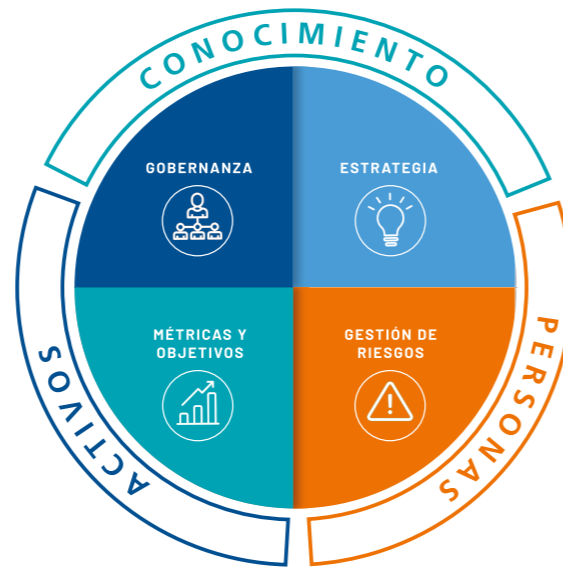 CONOCIMIENTO
GOBERNANZA
ESTRATEGIA
MÉTRICAS Y
OBJETIVOS
GESTIÓN DE
RIESGOS
ACTIVOS
PERSONAS